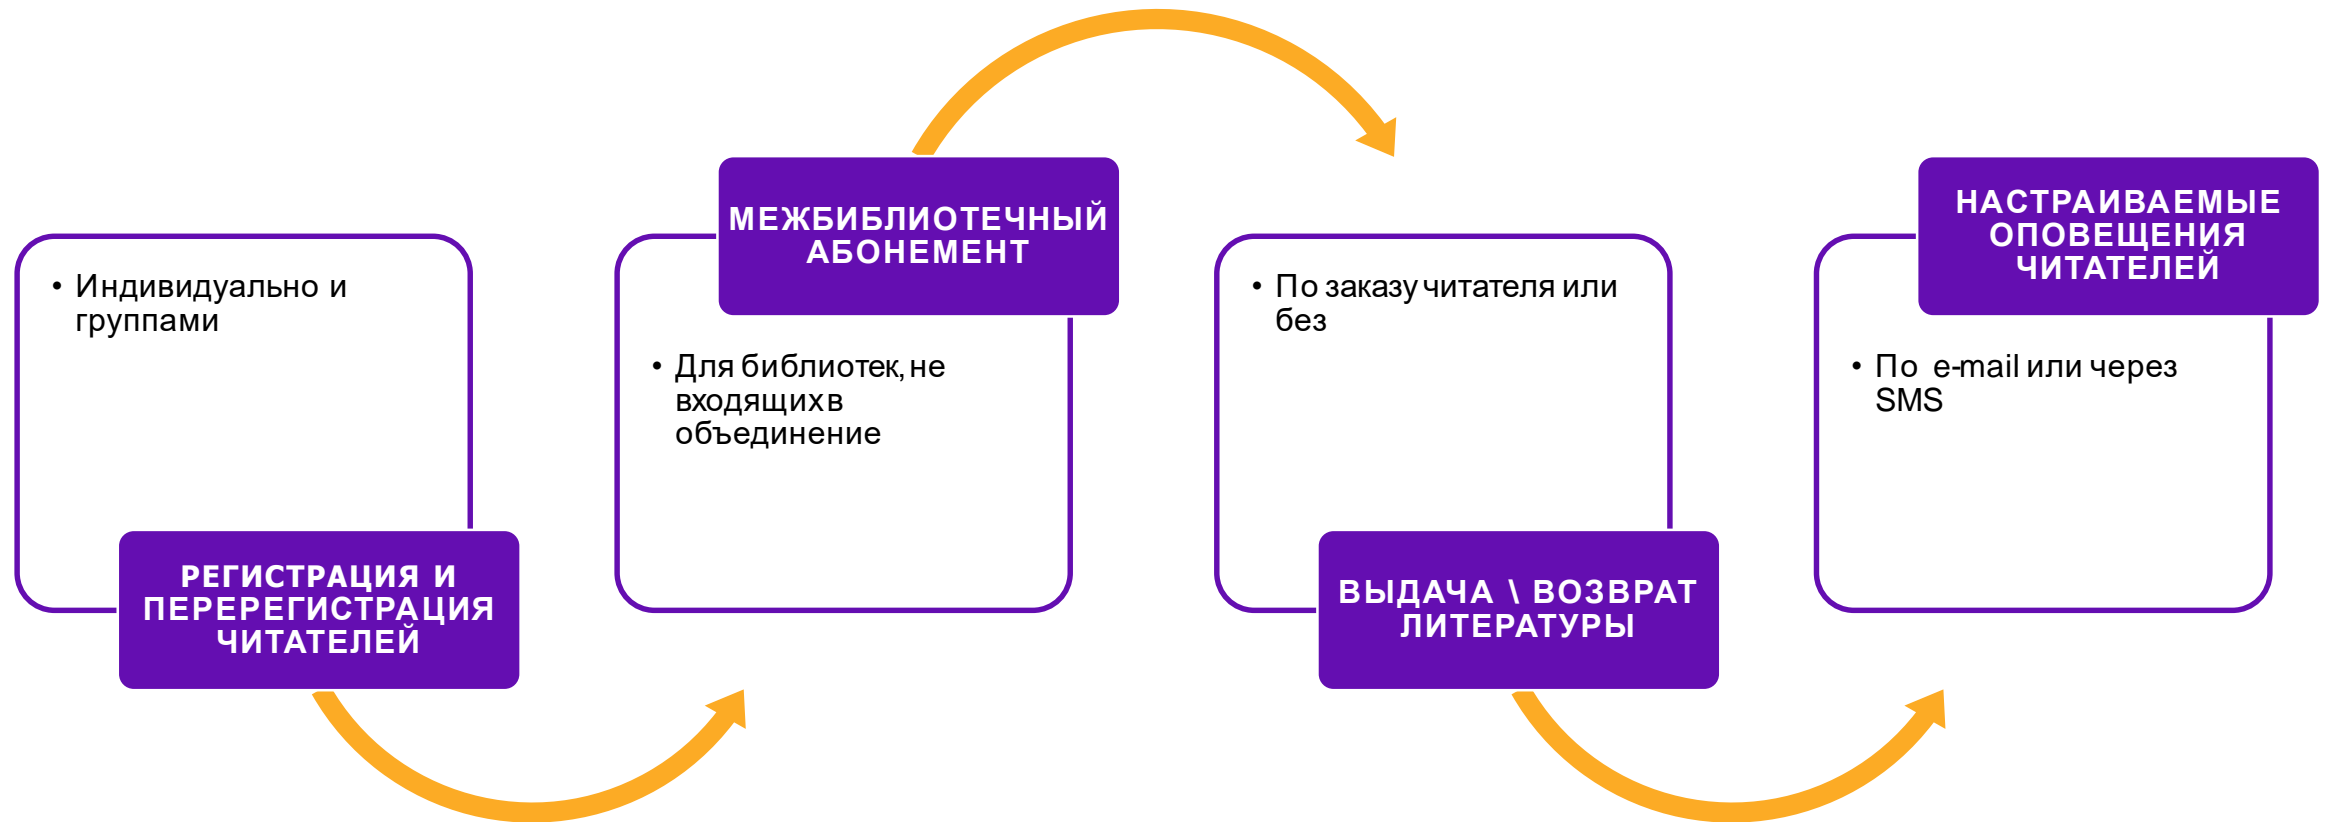 • Индивидуально и
группами
РЕГИСТРАЦИЯ И
ПЕРЕРЕГИСТРАЦИЯ
ЧИТАТЕЛЕЙ
МЕЖБИБЛИОТЕЧНЫЙ
АБОНЕМЕНТ
• Для библиотек, не
входящих в
объединение
• По заказу читателя или
без
ВЫДАЧА \ ВОЗВРАТ
ЛИТЕРАТУРЫ
НАСТРАИВАЕМЫЕ
ОПОВЕЩЕНИЯ
ЧИТАТЕЛЕЙ
• По e-mail или через
SMS